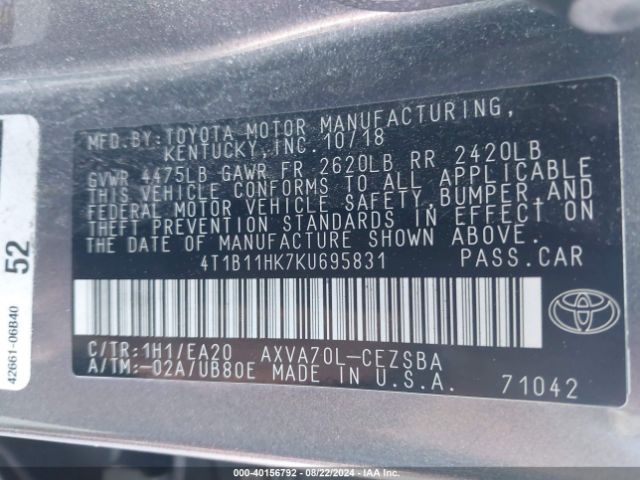 MFD.BY:TOYOTA MOTOR MANUFACTURING,
KENTUCKY,INC.10/18
GVWR 4475LB GAWR FR 2620LB RR 2420LB
THIS VEHICLE CONFORMS TO ALL APPLICABLE
FEDERAL MOTOR VEHICLE SAFETY,BUMPER,AND
THEFT PREVENTION STANDARDS IN EFFECT ON
THE DATE OF MANUFACTURE SHOWN ABOVE.
4T1B11HK7KU695831 PASS.CAR
C/TR:1H1/EA20 AXVA70L-CEZSBA
A/TM:-02A/UB80E MADE IN U.S.A.
71042
52
42661-06840
COPART: 40156792 - 08/22/2024 - IAAI